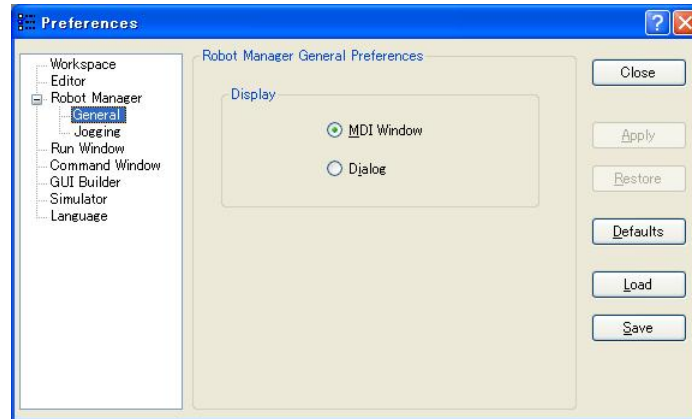 Preferences
Workspace
Editor
Robot Manager
General
Jogging
Run Window
Command Window
GUI Builder
Simulator
Language
Robot Manager General Preferences
Display
MDI Window
Dialog
Close
Apply
Restore
Defaults
Load
Save